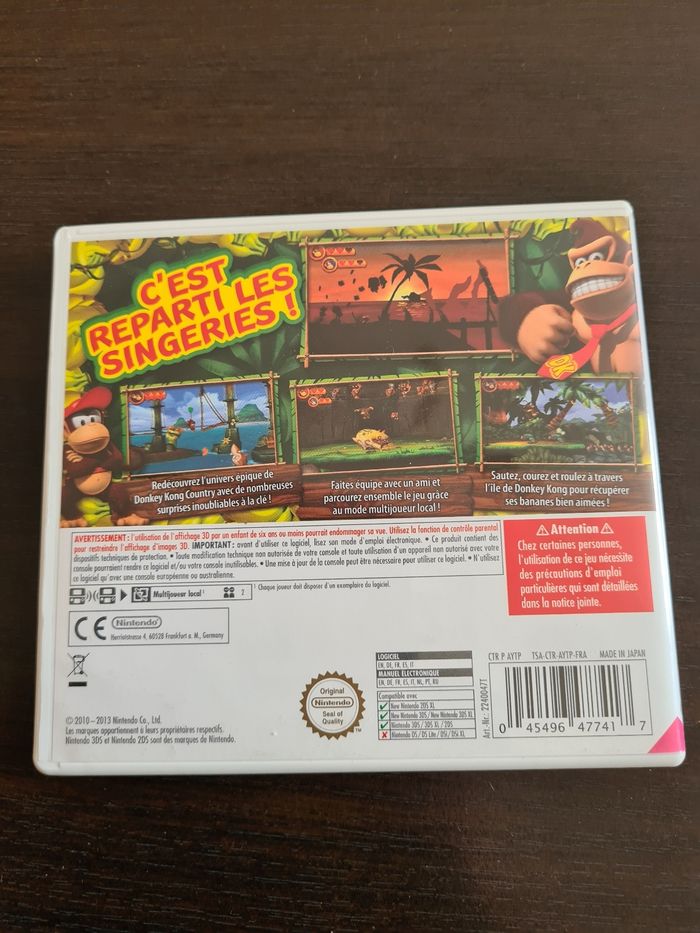 C'EST
REPARTI LES
SINGERIES !
Redécouvrez l'univers épique de
Donkey Kong Country avec de nombreuses
surprises inoubliables à la clé !
Faites équipe avec un ami et
parcourez ensemble le jeu grâce
au mode multijoueur local !
Sautez, courez et roulez à travers
l'île de Donkey Kong pour récupérer
ses bananes bien aimées !
AVERTISSEMENT : l'utilisation de l'affichage 3D par un enfant de six ans ou moins pourrait endommager sa vue. Utilisez la fonction de contrôle parental
pour restreindre l'affichage d'images 3D. IMPORTANT : avant d'utiliser ce logiciel, lisez son mode d'emploi électronique. • Ce produit contient des
dispositifs techniques de protection. • Toute modification technique non autorisée de votre console et toute utilisation d'un appareil non autorisé avec votre
console pourraient rendre ce logiciel et/ou votre console inutilisables. • Une mise à jour de la console peut être nécessaire pour utiliser ce logiciel. • N'utilisez
ce logiciel qu'avec une console européenne ou australienne.
Attention
Chez certaines personnes,
l'utilisation de ce jeu nécessite
des précautions d'emploi
particulières qui sont détaillées
dans la notice jointe.
Multijoueur local¹ 2
¹ Chaque joueur doit disposer d'un exemplaire du logiciel.
CE Nintendo
Herriotstrasse 4, 60528 Frankfurt a. M., Germany
© 2010 – 2013 Nintendo Co., Ltd.
Les marques appartiennent à leurs propriétaires respectifs.
Nintendo 3DS et Nintendo 2DS sont des marques de Nintendo.
Original
Nintendo
Seal of
Quality
TM
LOGICIEL
EN, DE, FR, ES, IT
MANUEL ÉLECTRONIQUE
EN, DE, FR, ES, IT, NL, PT, RU
Compatible avec
New Nintendo 2DS XL
New Nintendo 3DS / New Nintendo 3DS XL
Nintendo 3DS / 3DS XL / 2DS
Nintendo DS / DS Lite / DSi / DSi XL
Art.-Nr. 2240047T
CTR P AYTP TSA-CTR-AYTP-FRA MADE IN JAPAN
0 45496 47741 7